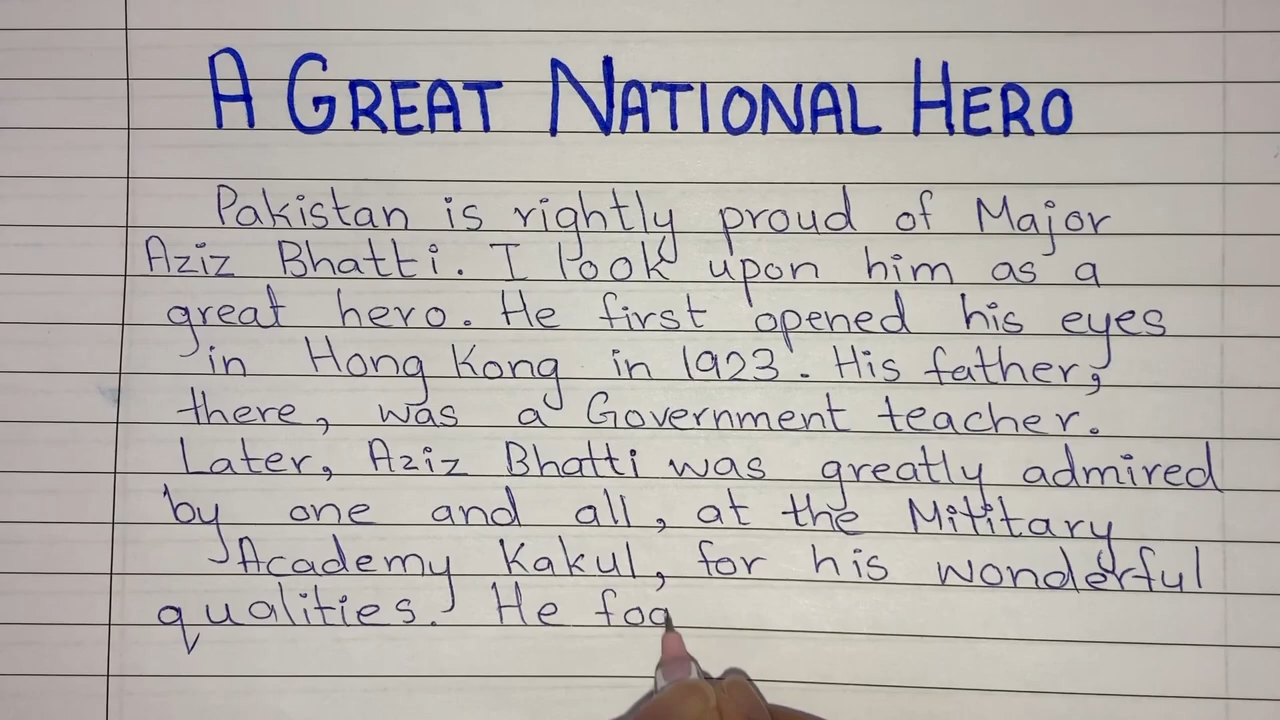 A GREAT NATIONAL HERO
Pakistan is rightly proud of Major
Aziz Bhatti. I look upon him as a
great hero. He first opened his eyes
in Hong Kong in 1923. His father,
there, was a Government teacher.
Later, Aziz Bhatti was greatly admired
by one and all, at the Mititary
Academy Kakul, for his wonderful
qualities. He